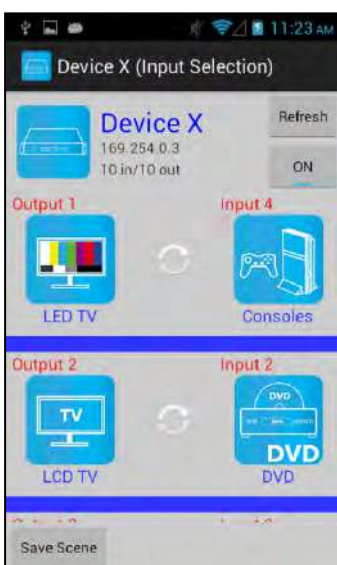 11:23 AM
Device X (Input Selection)
Device X
Refresh
169.254.0.3
10 in/10 out
ON
Output 1
Input 4
LED TV
Consoles
Output 2
Input 2
TV
DVD
DVD
LCD TV
DVD
Save Scene